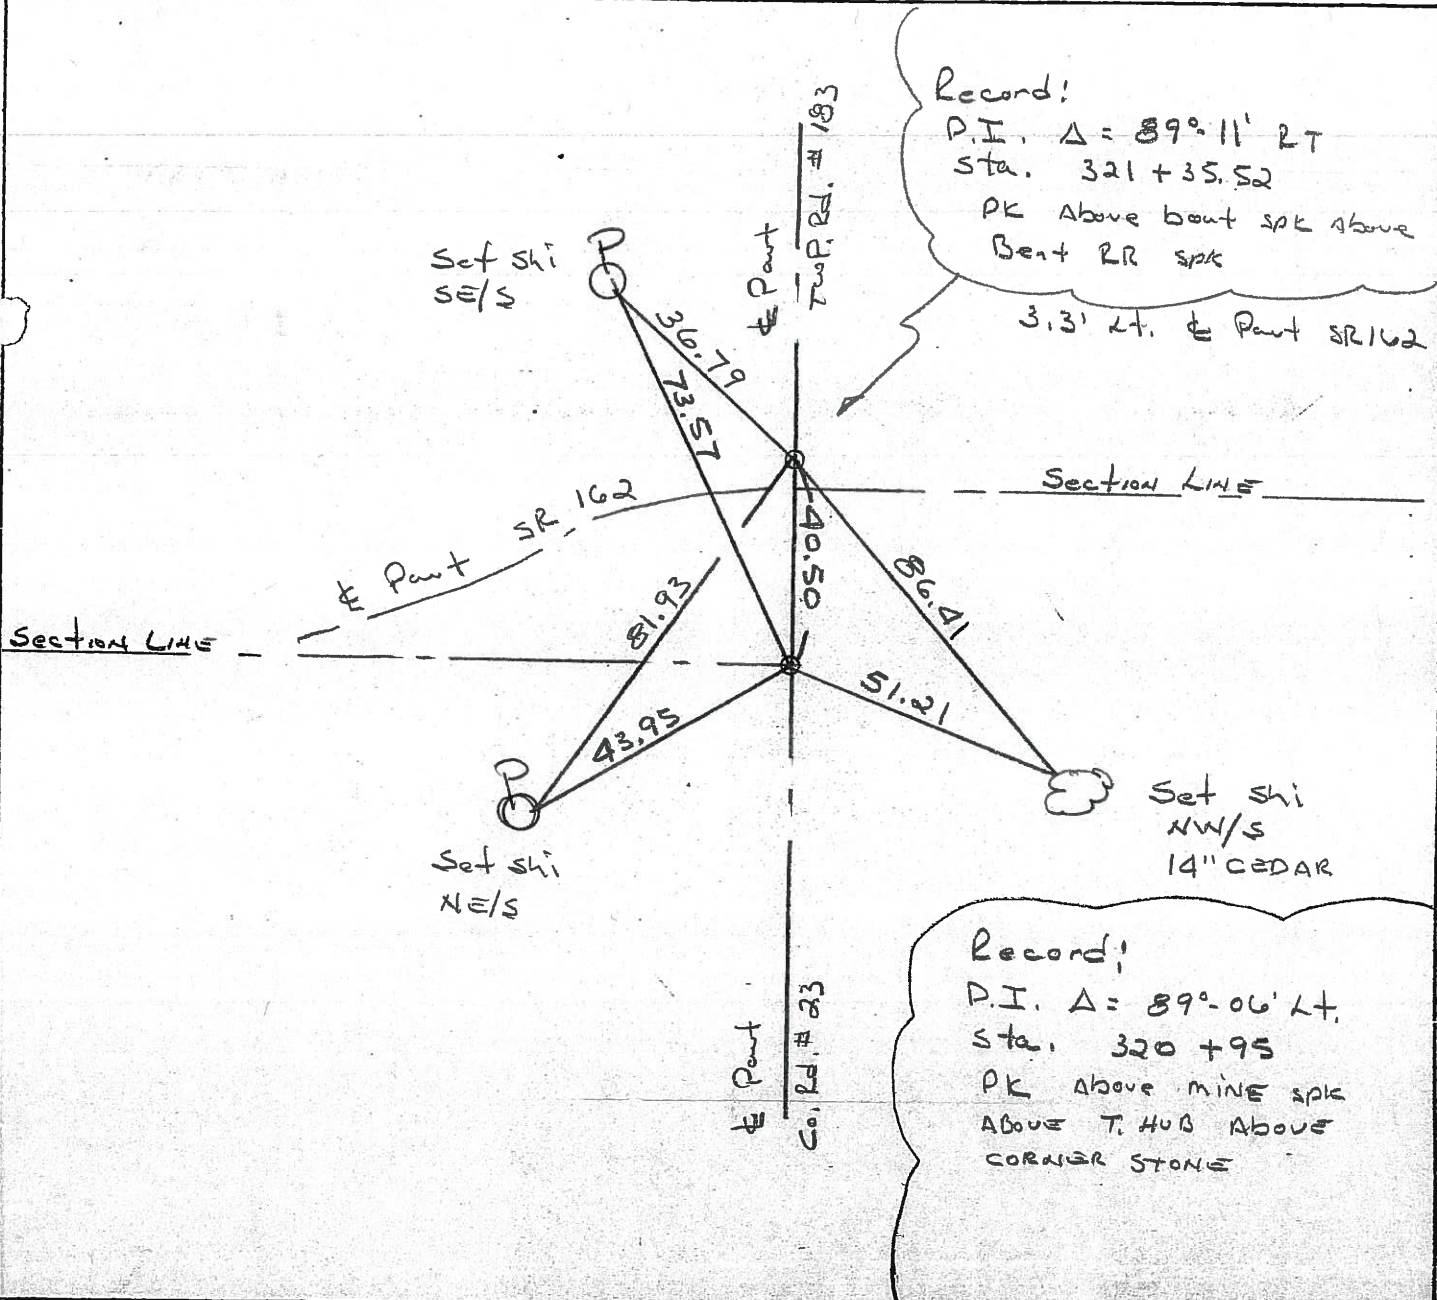 Record!
P.I. Δ = 89°-11' RT
Sta. 321 + 35.52
PK Above bout spk above
Bent RR spk
3.3' Lt. ℄ Pavt SR162
℄ Pavt
Twp. Rd. # 183
Set shi
SE/S
P
36.79
73.57
Section Line
SR 162
℄ Pavt
40.50
86.41
81.93
Section Line
51.21
43.95
P
Set shi
NW/S
14" CEDAR
Set shi
NE/S
℄ Pavt
Co. Rd. # 23
Record!
P.I. Δ = 89°-06' Lt.
Sta. 320 + 95
PK Above mine spk
Above T. Hub Above
corner stone